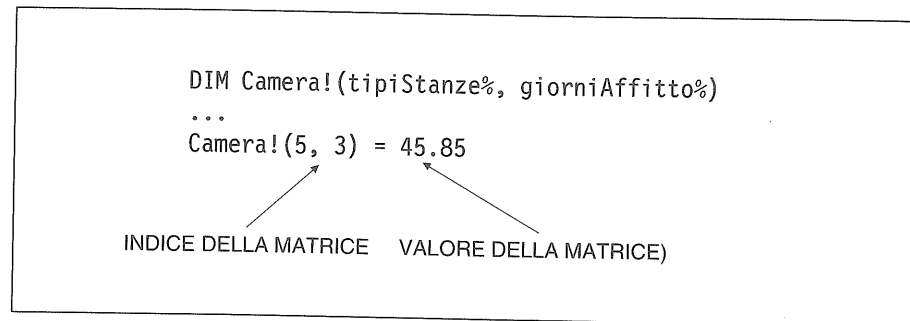 DIM Camera!(tipiStanze%, giorniAffitto%)
...
Camera!(5, 3) = 45.85
INDICE DELLA MATRICE VALORE DELLA MATRICE)